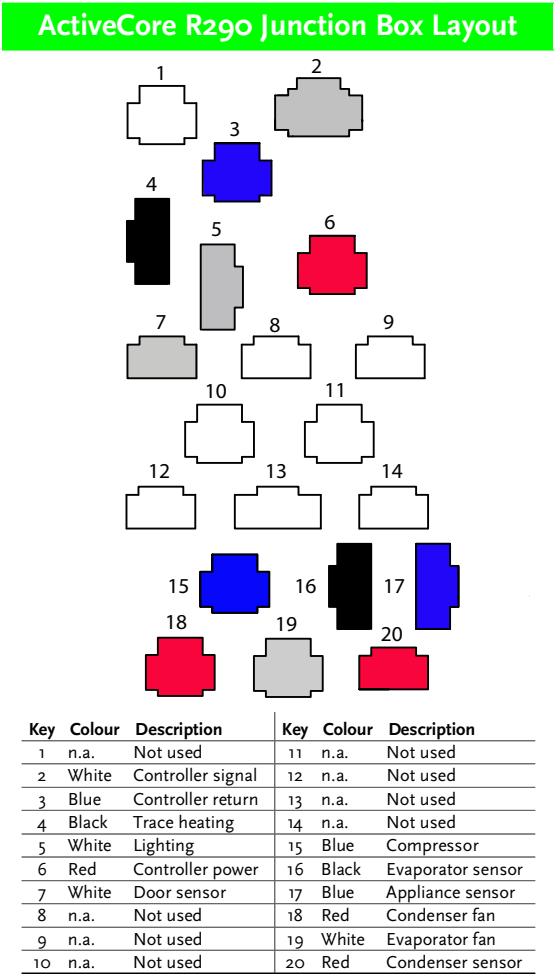 ActiveCore R290 Junction Box Layout
1
2
3
4
5
6
7
8
9
10
11
12
13
14
15
16
17
18
19
20
Key Colour Description Key Colour Description
1 n.a. Not used 11 n.a. Not used
2 White Controller signal 12 n.a. Not used
3 Blue Controller return 13 n.a. Not used
4 Black Trace heating 14 n.a. Not used
5 White Lighting 15 Blue Compressor
6 Red Controller power 16 Black Evaporator sensor
7 White Door sensor 17 Blue Appliance sensor
8 n.a. Not used 18 Red Condenser fan
9 n.a. Not used 19 White Evaporator fan
10 n.a. Not used 20 Red Condenser sensor